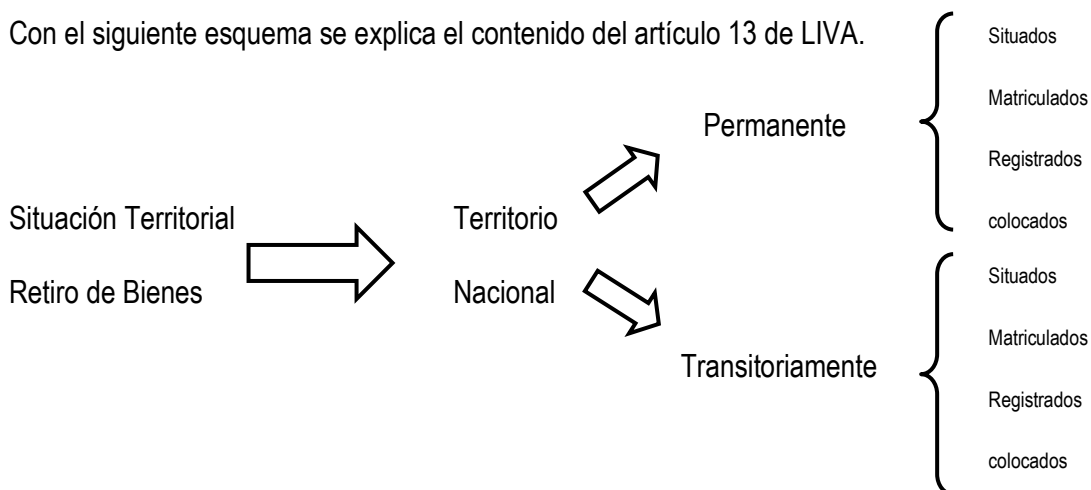 Con el siguiente esquema se explica el contenido del artículo 13 de LIVA.
Situación Territorial
Retiro de Bienes
Territorio
Nacional
Permanente
Situados
Matriculados
Registrados
colocados
Transitoriamente
Situados
Matriculados
Registrados
colocados